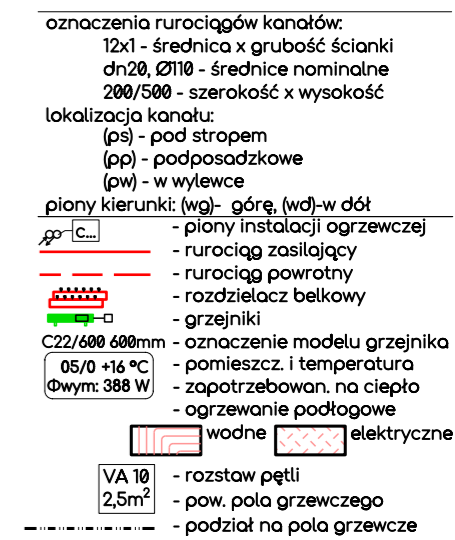 oznaczenia rurociągów kanałów:
12x1 - średnica x grubość ścianki
dn20, Ø110 - średnice nominalne
200/500 - szerokość x wysokość
lokalizacja kanału:
(ps) - pod stropem
(pp) - podposadzkowe
(pw) - w wylewce
piony kierunki: (wg)- górę, (wd)-w dół
C... - piony instalacji ogrzewczej
- rurociąg zasilający
- rurociąg powrotny
- rozdzielacz belkowy
- grzejniki
C22/600 600mm - oznaczenie modelu grzejnika
05/0 +16 ºC - pomieszcz. i temperatura
Φwym: 388 W - zapotrzebowan. na ciepło
- ogrzewanie podłogowe
wodne elektryczne
VA 10 - rozstaw pętli
2,5m² - pow. pola grzewczego
- podział na pola grzewcze